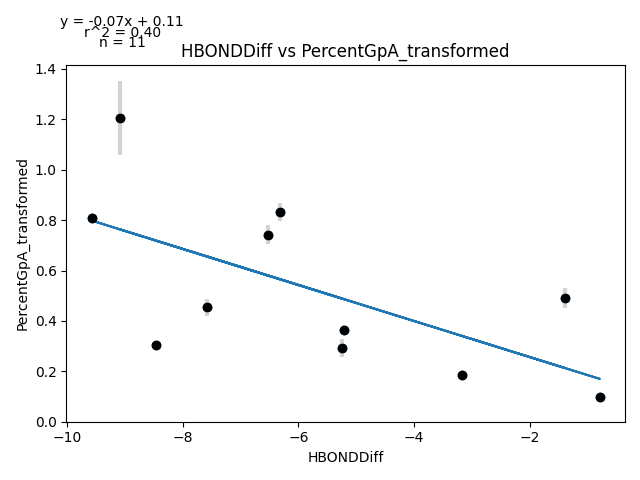 y = -0.07x + 0.11
r^2 = 0.40
n = 11
HBONDDiff vs PercentGpA_transformed
PercentGpA_transformed
1.4
1.2
1.0
0.8
0.6
0.4
0.2
0.0
−10
−8
−6
−4
−2
HBONDDiff